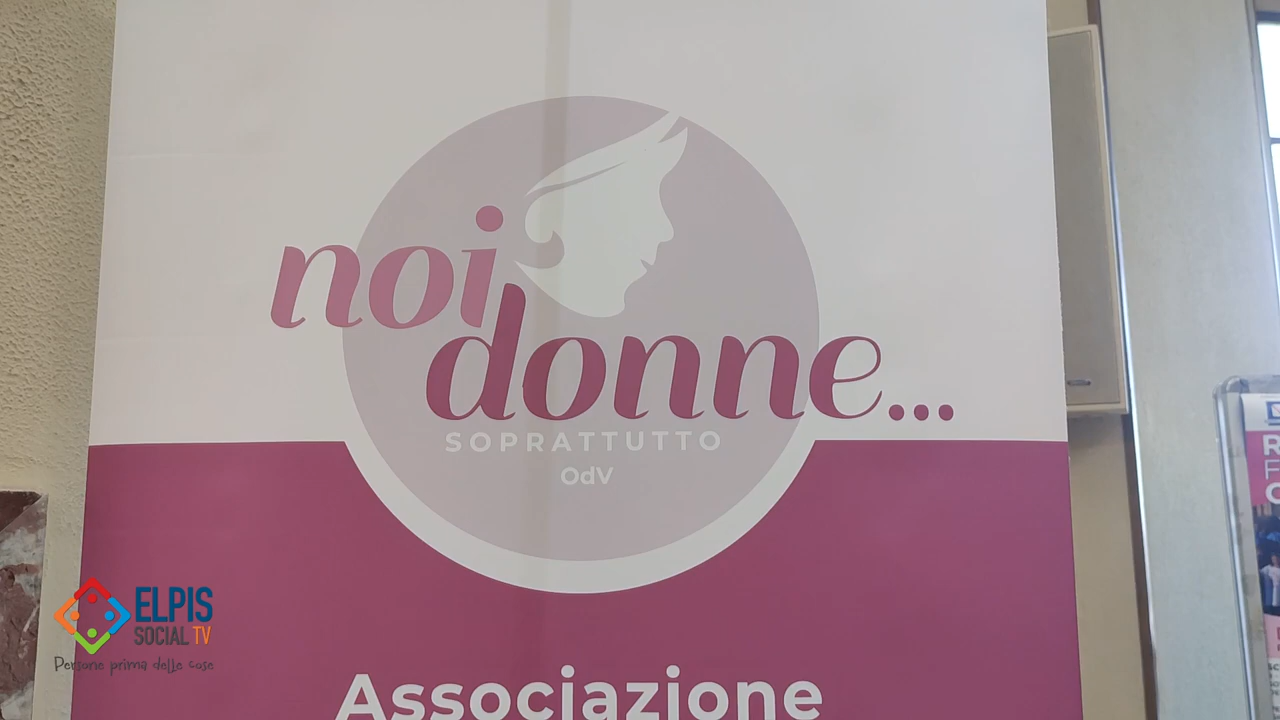 noi
donne...
SOPRATTUTTO
OdV
Associazione
ELPIS
SOCIAL TV
Persone prima delle cose